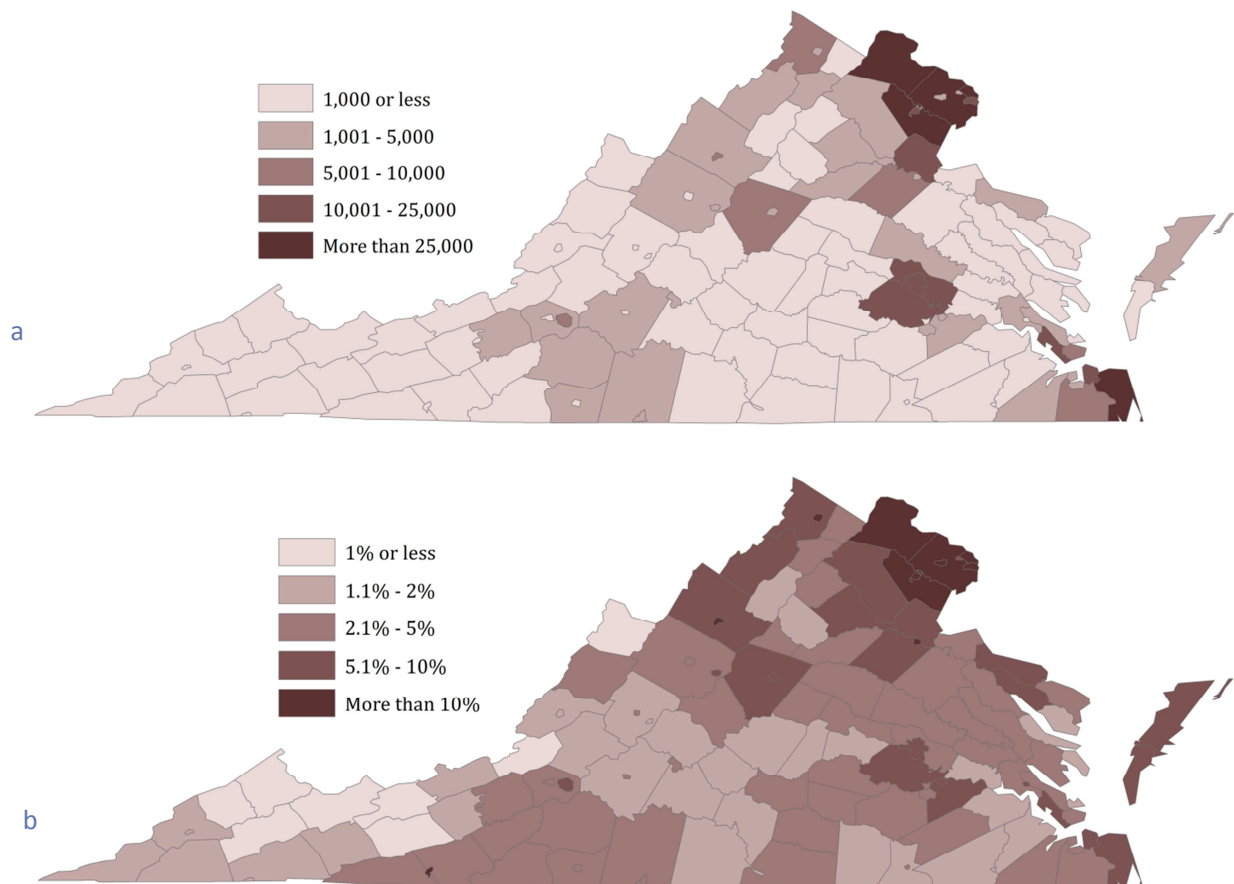 1,000 or less
1,001 - 5,000
5,001 - 10,000
10,001 - 25,000
More than 25,000
a
1% or less
1.1% - 2%
2.1% - 5%
5.1% - 10%
More than 10%
b